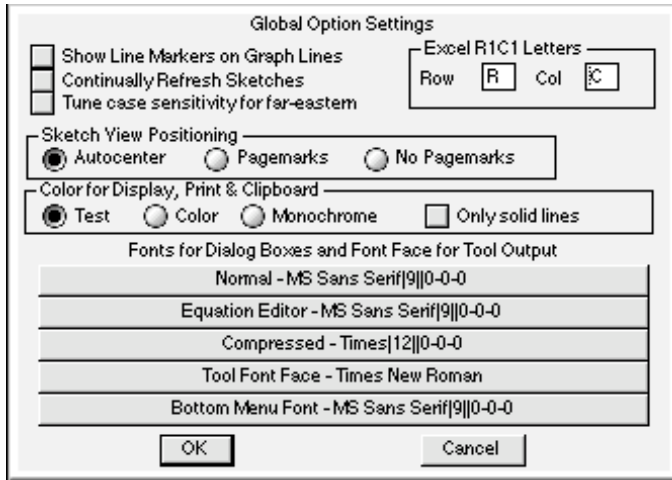 Global Option Settings
Show Line Markers on Graph Lines
Continually Refresh Sketches
Tune case sensitivity for far-eastern
Excel R1C1 Letters
Row R Col C
Sketch View Positioning
Autocenter Pagemarks No Pagemarks
Color for Display, Print & Clipboard
Test Color Monochrome Only solid lines
Fonts for Dialog Boxes and Font Face for Tool Output
Normal - MS Sans Serif|9||0-0-0
Equation Editor - MS Sans Serif|9||0-0-0
Compressed - Times|12||0-0-0
Tool Font Face - Times New Roman
Bottom Menu Font - MS Sans Serif|9||0-0-0
OK Cancel